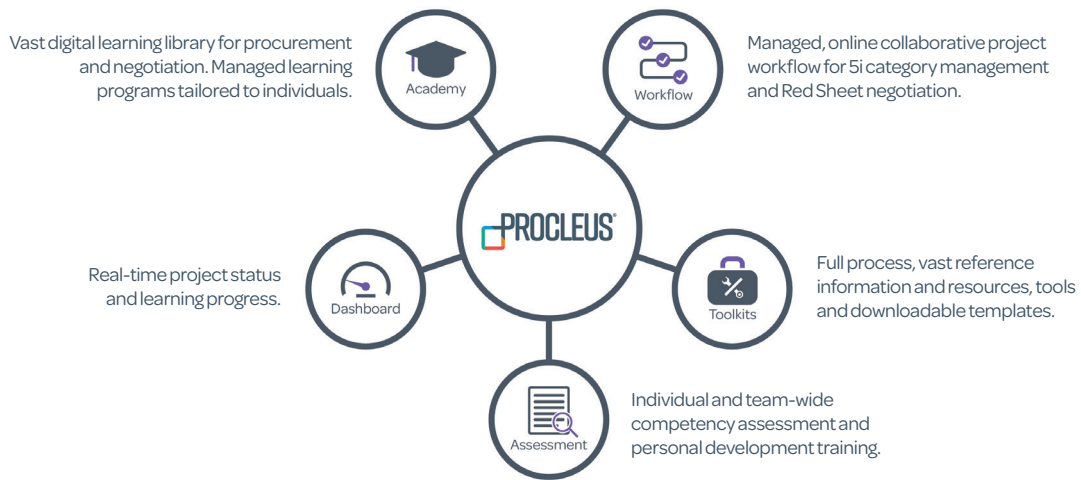 Vast digital learning library for procurement
and negotiation. Managed learning
programs tailored to individuals.
Academy
Workflow
Managed, online collaborative project
workflow for 5i category management
and Red Sheet negotiation.
PROCLEUS®
Real-time project status
and learning progress.
Dashboard
Toolkits
Full process, vast reference
information and resources, tools
and downloadable templates.
Assessment
Individual and team-wide
competency assessment and
personal development training.